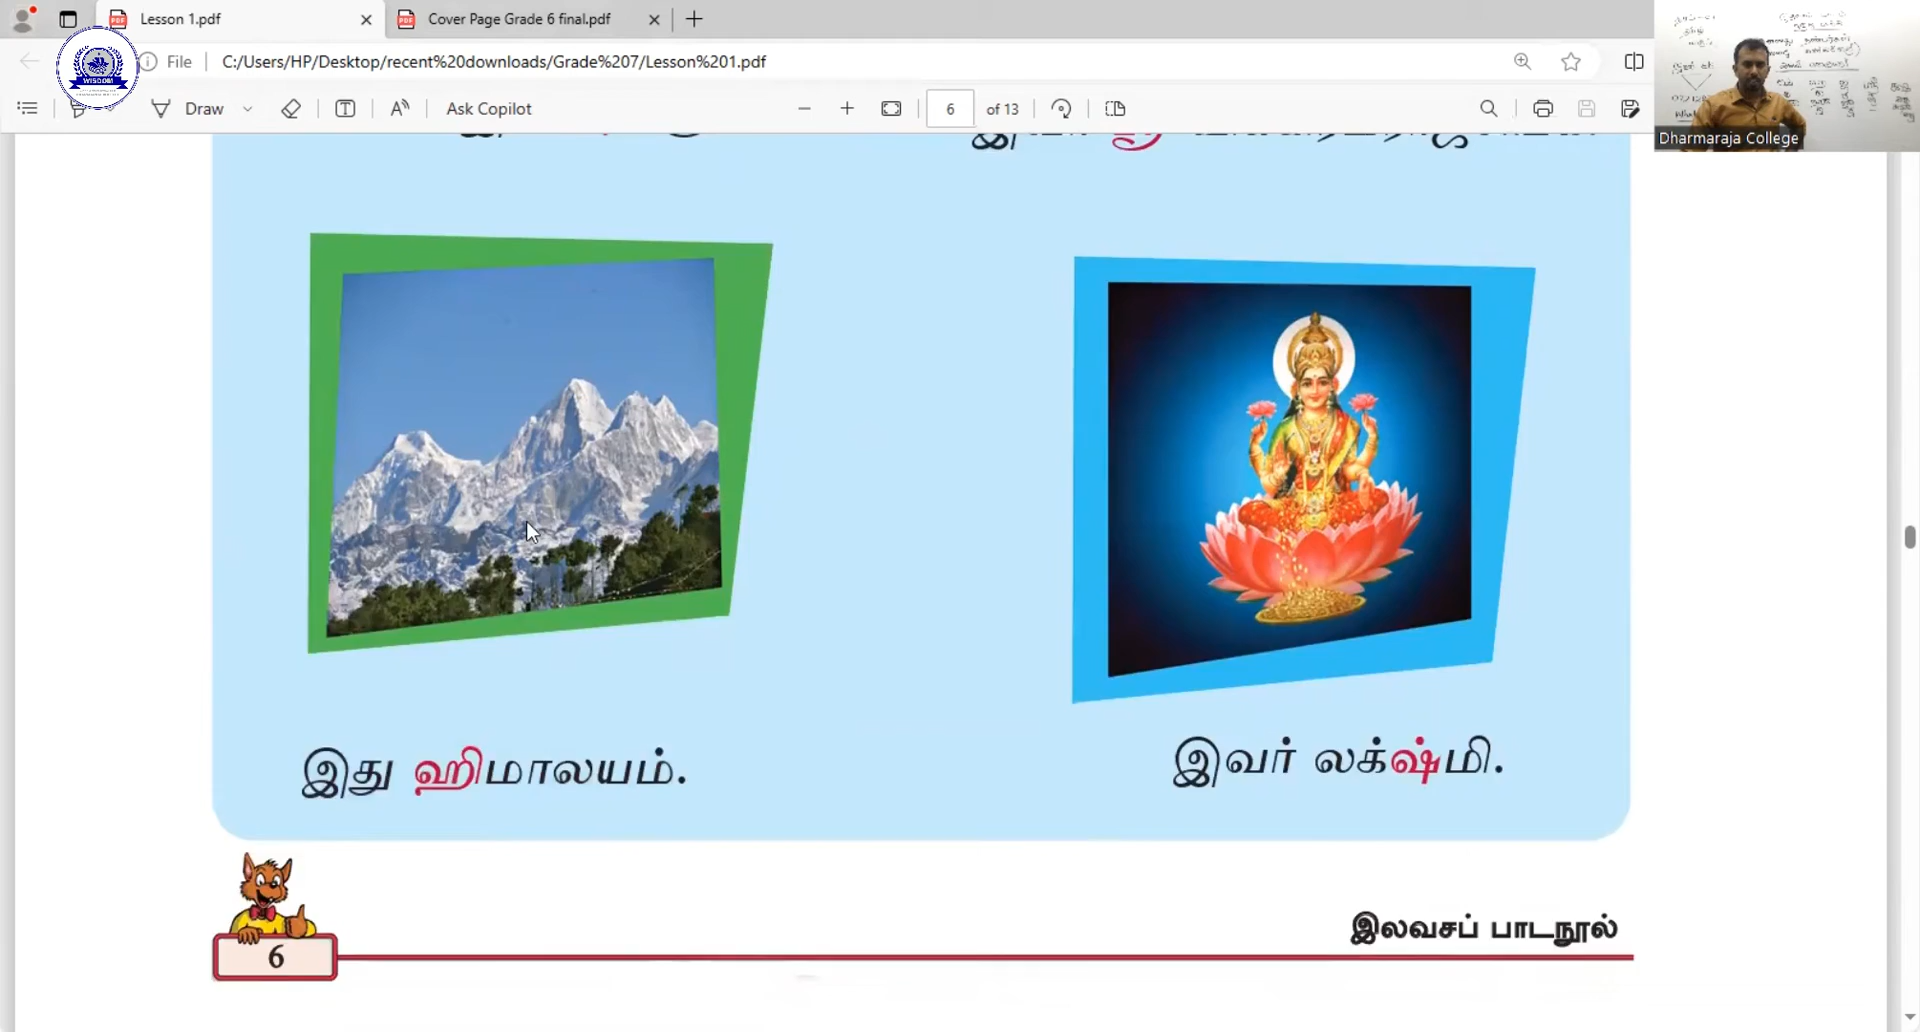 Lesson 1.pdf
Cover Page Grade 6 final.pdf
File
C:/Users/HP/Desktop/recent%20downloads/Grade%207/Lesson%201.pdf
Draw
Ask Copilot
6 of 13
WISDOM
Dharmaraja College
இது ஹிமாலயம்.
இவர் லக்ஷ்மி.
இலவசப் பாடநூல்
6